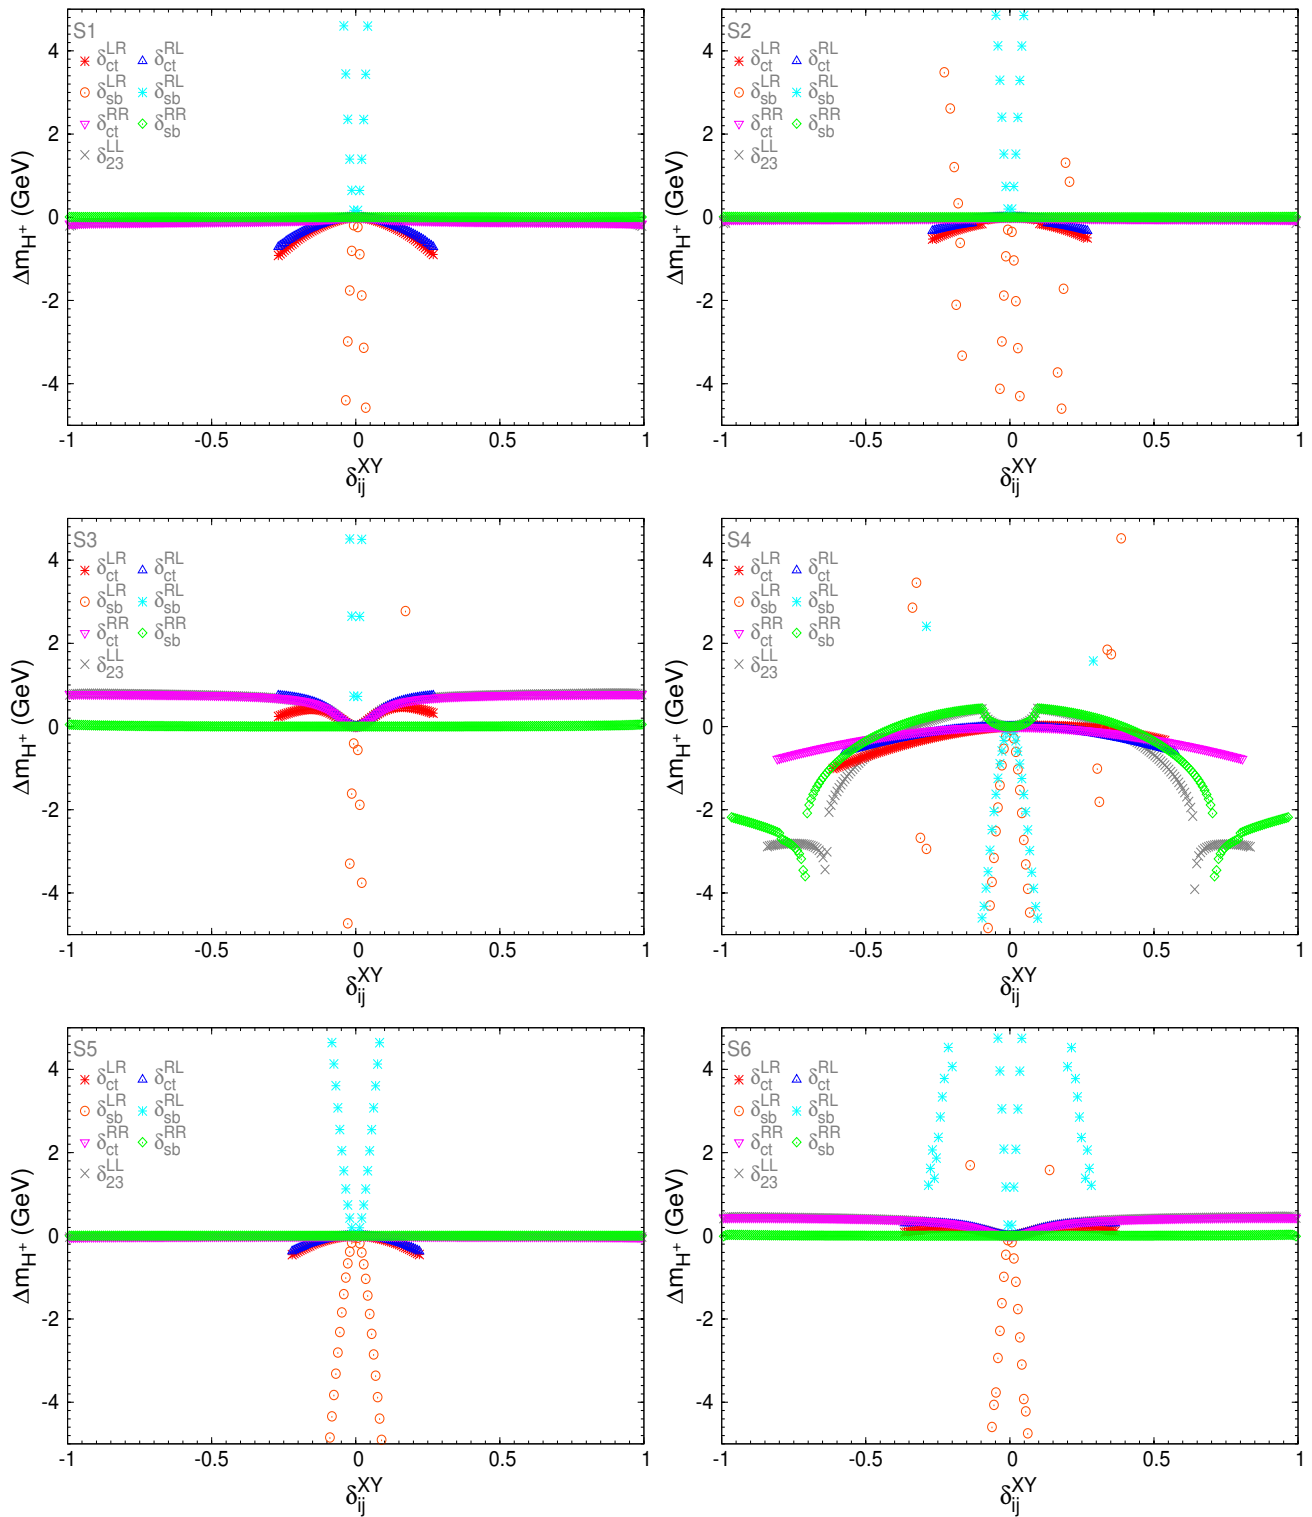 S1
δ_ct^LR δ_ct^RL
δ_sb^LR δ_sb^RL
δ_ct^RR δ_sb^RR
δ_23^LL
Δm_H+ (GeV)
4
2
0
-2
-4
-1 -0.5 0 0.5 1
δ_ij^XY
S2
δ_ct^LR δ_ct^RL
δ_sb^LR δ_sb^RL
δ_ct^RR δ_sb^RR
δ_23^LL
Δm_H+ (GeV)
4
2
0
-2
-4
-1 -0.5 0 0.5 1
δ_ij^XY
S3
δ_ct^LR δ_ct^RL
δ_sb^LR δ_sb^RL
δ_ct^RR δ_sb^RR
δ_23^LL
Δm_H+ (GeV)
4
2
0
-2
-4
-1 -0.5 0 0.5 1
δ_ij^XY
S4
δ_ct^LR δ_ct^RL
δ_sb^LR δ_sb^RL
δ_ct^RR δ_sb^RR
δ_23^LL
Δm_H+ (GeV)
4
2
0
-2
-4
-1 -0.5 0 0.5 1
δ_ij^XY
S5
δ_ct^LR δ_ct^RL
δ_sb^LR δ_sb^RL
δ_ct^RR δ_sb^RR
δ_23^LL
Δm_H+ (GeV)
4
2
0
-2
-4
-1 -0.5 0 0.5 1
δ_ij^XY
S6
δ_ct^LR δ_ct^RL
δ_sb^LR δ_sb^RL
δ_ct^RR δ_sb^RR
δ_23^LL
Δm_H+ (GeV)
4
2
0
-2
-4
-1 -0.5 0 0.5 1
δ_ij^XY